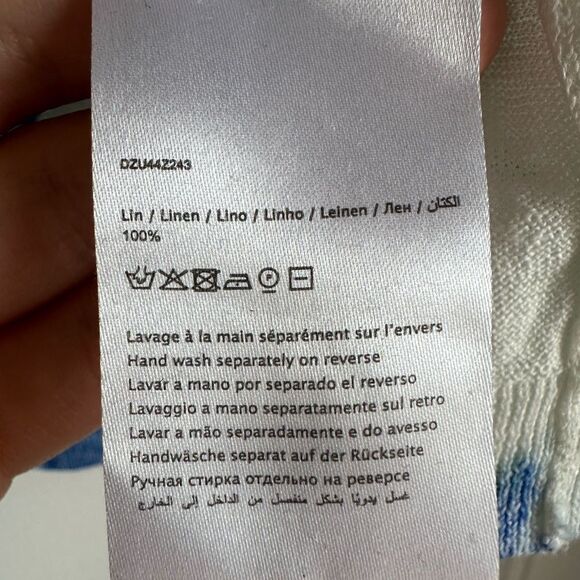 DZU44Z243
Lin / Linen / Lino / Linho / Leinen / Лен / الكتان
100%
P
Lavage à la main séparément sur l'envers
Hand wash separately on reverse
Lavar a mano por separado el reverso
Lavaggio a mano separatamente sul retro
Lavar a mão separadamente e do avesso
Handwäsche separat auf der Rückseite
Ручная стирка отдельно на реверсе
غسل يدويًا بشكل منفصل من الداخل إلى الخارج